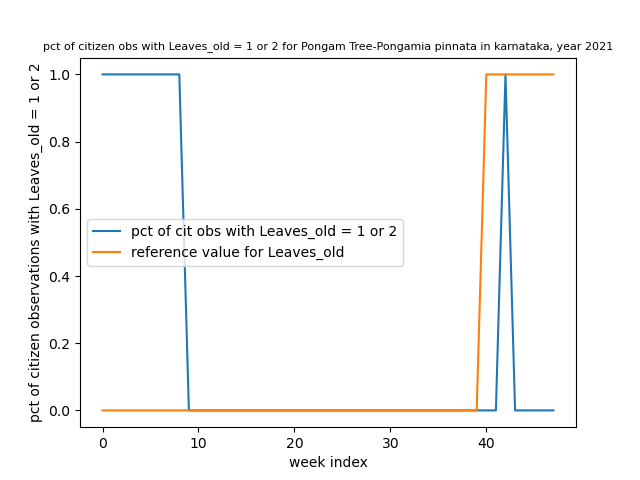 pct of citizen obs with Leaves_old = 1 or 2 for Pongam Tree-Pongamia pinnata in karnataka, year 2021
pct of citizen observations with Leaves_old = 1 or 2
1.0
0.8
0.6
0.4
0.2
0.0
pct of cit obs with Leaves_old = 1 or 2
reference value for Leaves_old
0 10 20 30 40
week index